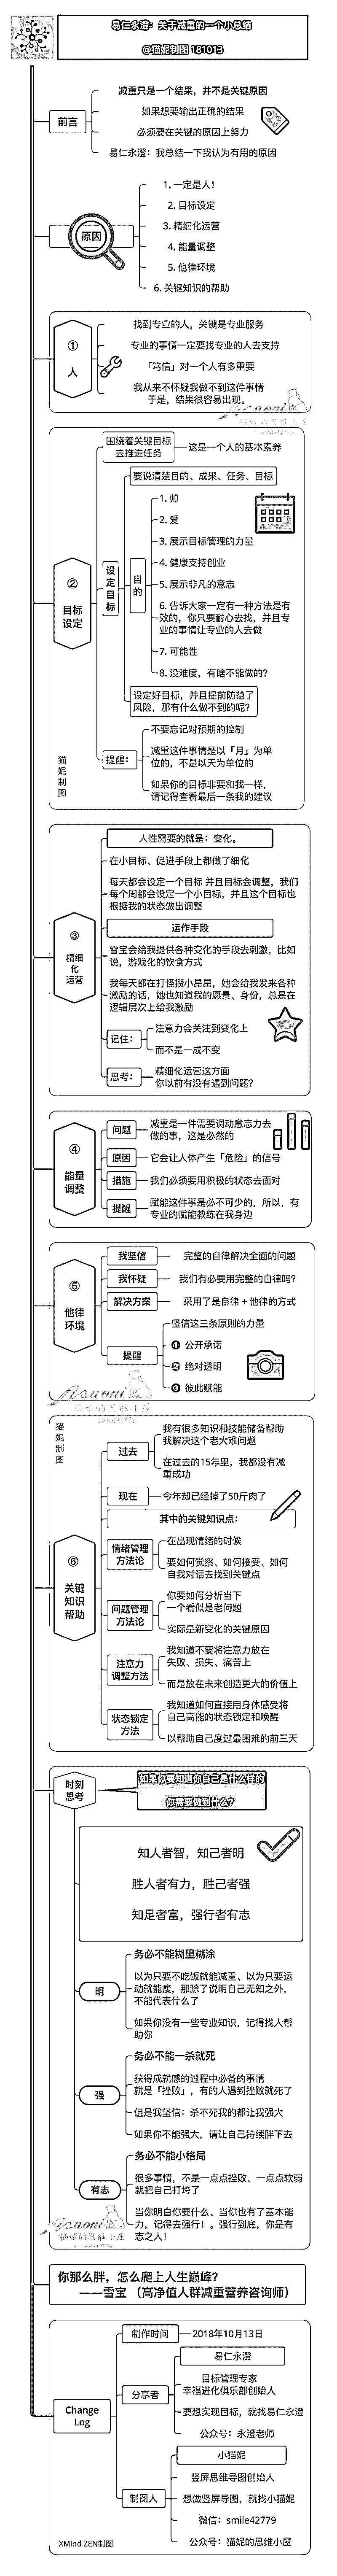 易仁永澄：关于减重的一个小总结
@猫妮制图 181013
前言
减重只是一个结果，并不是关键原因
如果想要输出正确的结果
必须要在关键的原因上努力
易仁永澄：我总结一下我认为有用的原因
原因
1. 一定是人！
2. 目标设定
3. 精细化运营
4. 能量调整
5. 他律环境
6. 关键知识的帮助
①
人
找到专业的人，关键是专业服务
专业的事情一定要找专业的人去支持
「笃信」对一个人有多重要
我从来不怀疑我做不到这件事情
于是，结果很容易出现。
②
目标
设定
围绕着关键目标
去推进任务
这是一个人的基本素养
设定目标
要说清楚目的、成果、任务、目标
目的
1. 帅
2. 爱
3. 展示目标管理的力量
4. 健康支持创业
5. 展示非凡的意志
6. 告诉大家一定有一种方法是有
效的，你只要耐心去找，并且专
业的事情让专业的人去做
7. 可能性
8. 没难度，有啥不能做的？
设定好目标，并且提前防范了
风险，那有什么做不到的呢？
提醒：
不要忘记对预期的控制
减重这件事情是以「月」为单
位的，不是以天为单位的
如果你的目标非要和我一样，
请记得查看最后一条我的建议
猫妮制图
③
精细
化
运营
人性需要的就是：变化。
在小目标、促进手段上都做了细化
每天都会设定一个目标 并且目标会调整，我们
每个周都会设定一个小目标，并且这个目标也
根据我的状态做出调整
运作手段
雪宝会给我提供各种变化的手段去刺激，比如
说，游戏化的饮食方式
我每天都在打怪攒小星星，她会给我发来各种
激励的话，她也知道我的愿景、身份，总是在
逻辑层次上给我激励
记住：
注意力会关注到变化上
而不是一成不变
思考：
精细化运营这方面
你以前有没有遇到问题？
④
能量
调整
问题
减重是一件需要调动意志力去
做的事，这是必然的
原因
它会让人体产生「危险」的信号
措施
我们必须要用积极的状态去面对
提醒
赋能这件事是必不可少的，所以，有
专业的赋能教练在我身边
⑤
他律
环境
我坚信
完整的自律解决全面的问题
我怀疑
我们有必要用完整的自律吗？
解决方案
采用了是自律＋他律的方式
提醒
坚信这三条原则的力量
❶ 公开承诺
❷ 绝对透明
❸ 彼此赋能
猫妮制图
⑥
关键
知识
帮助
过去
我有很多知识和技能储备帮助
我解决这个老大难问题
在过去的15年里，我都没有减
重成功
现在
今年却已经掉了50斤肉了
其中的关键知识点：
情绪管理
方法论
在出现情绪的时候
要如何觉察、如何接受、如何
自我对话去找到关键点
问题管理
方法论
你要如何分析当下
一个看似是老问题
实际是新变化的关键原因
注意力
调整方法
我知道不要将注意力放在
失败、损失、痛苦上
而是放在未来创造更大的价值上
状态锁定
方法
我知道如何直接用身体感受将
自己高能的状态锁定和唤醒
以帮助自己度过最困难的前三天
时刻
思考
如果你要知道你自己是什么样的
你需要做到什么？
知人者智，知己者明
胜人者有力，胜己者强
知足者富，强行者有志
明
务必不能糊里糊涂
以为只要不吃饭就能减重、以为只要运
动就能瘦，那除了说明自己无知之外，
不能代表什么了
如果你没有一些专业知识，记得找人帮
助你
强
务必不能一杀就死
获得成就感的过程中必备的事情
就是「挫败」，有的人遇到挫败就死了
但是我坚信：杀不死我的都让我强大
如果你不能强大，请让自己持续胖下去
有志
务必不能小格局
很多事情，不是一点点挫败、一点点软弱
就把自己打垮了
当你明白你要什么、当你也有了基本能
力，记得去强行！。强行到底，你是有
志之人！
你那么胖，怎么爬上人生巅峰？
——雪宝 （高净值人群减重营养咨询师）
Change
Log
制作时间
2018年10月13日
分享者
易仁永澄
目标管理专家
幸福进化俱乐部创始人
要想实现目标，就找易仁永澄
公众号：永澄老师
制图人
小猫妮
竖屏思维导图创始人
想做竖屏导图，就找小猫妮
微信：smile42779
公众号：猫妮的思维小屋
XMind ZEN制图